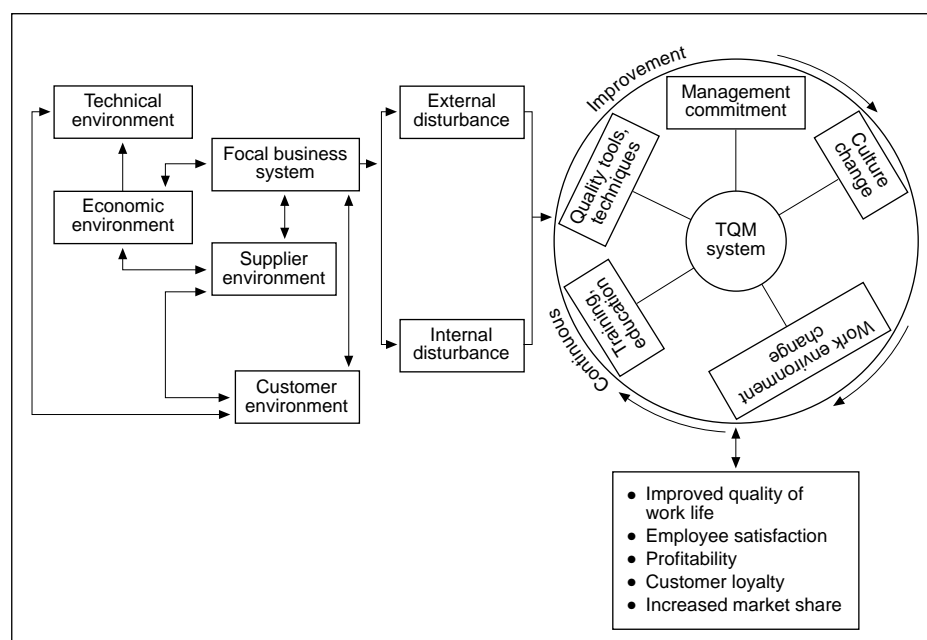 Technical
environment
Economic
environment
Focal business
system
Supplier
environment
Customer
environment
External
disturbance
Internal
disturbance
Improvement
Management
commitment
Culture
change
Quality tools,
techniques
TQM
system
Training,
education
Work environment
change
Continuous
● Improved quality of
work life
● Employee satisfaction
● Profitability
● Customer loyalty
● Increased market share